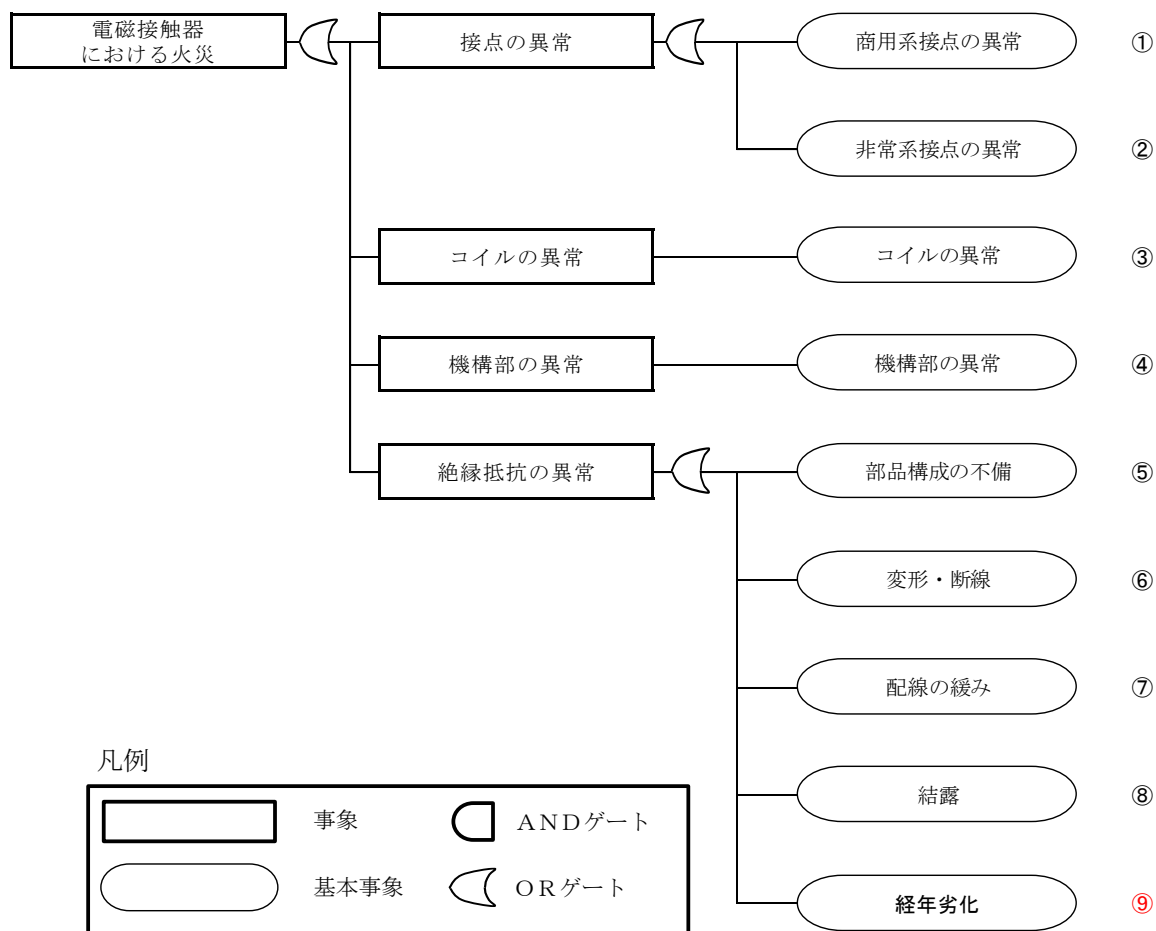 電磁接触器
における火災
接点の異常
商用系接点の異常
①
非常系接点の異常
②
コイルの異常
コイルの異常
③
機構部の異常
機構部の異常
④
絶縁抵抗の異常
部品構成の不備
⑤
変形・断線
⑥
配線の緩み
⑦
結露
⑧
経年劣化
⑨
凡例
事象
ANDゲート
基本事象
ORゲート